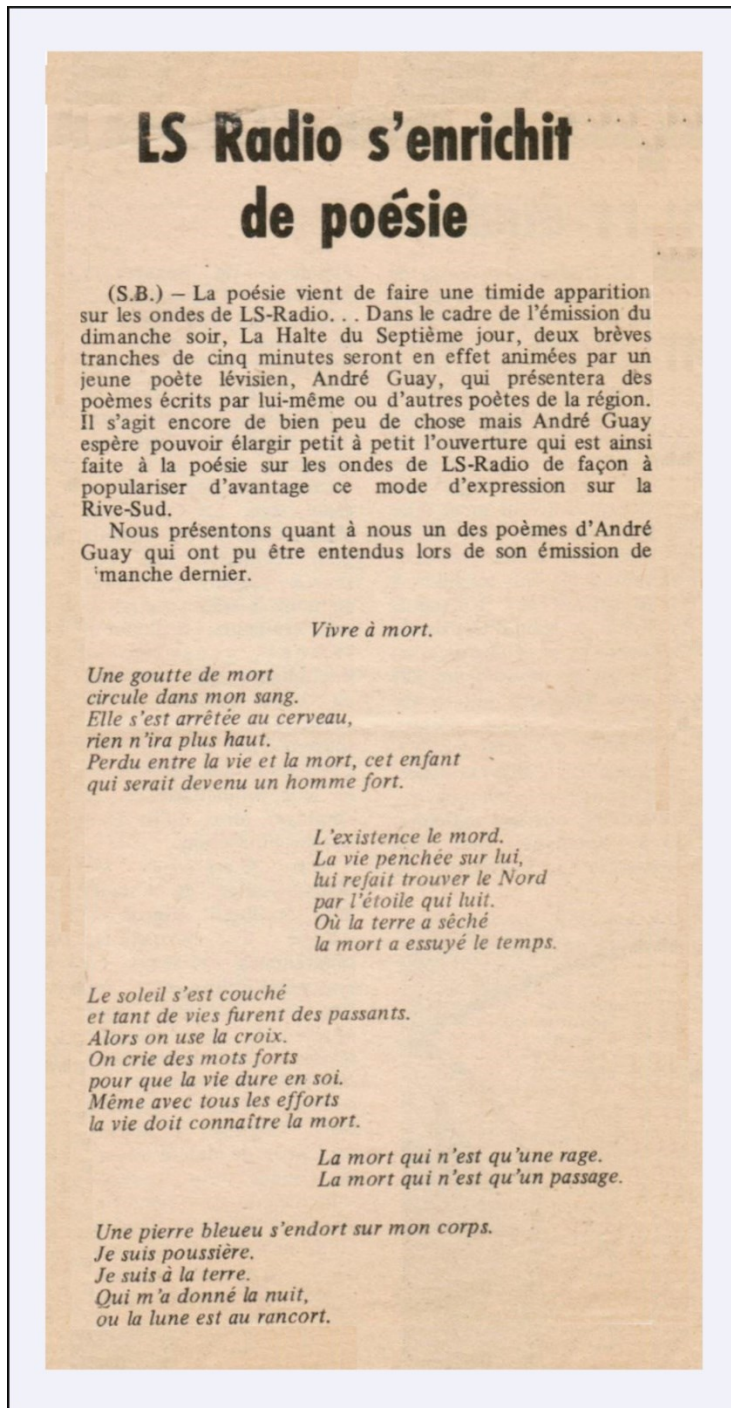 LS Radio s'enrichit
de poésie
(S.B.) — La poésie vient de faire une timide apparition
sur les ondes de LS-Radio. . . Dans le cadre de l'émission du
dimanche soir, La Halte du Septième jour, deux brèves
tranches de cinq minutes seront en effet animées par un
jeune poète lévisien, André Guay, qui présentera des
poèmes écrits par lui-même ou d'autres poètes de la région.
Il s'agit encore de bien peu de chose mais André Guay
espère pouvoir élargir petit à petit l'ouverture qui est ainsi
faite à la poésie sur les ondes de LS-Radio de façon à
populariser d'avantage ce mode d'expression sur la
Rive-Sud.
Nous présentons quant à nous un des poèmes d'André
Guay qui ont pu être entendus lors de son émission de
manche dernier.
Vivre à mort.
Une goutte de mort
circule dans mon sang.
Elle s'est arrêtée au cerveau,
rien n'ira plus haut.
Perdu entre la vie et la mort, cet enfant
qui serait devenu un homme fort.
L'existence le mord.
La vie penchée sur lui,
lui refait trouver le Nord
par l'étoile qui luit.
Où la terre a sêché
la mort a essuyé le temps.
Le soleil s'est couché
et tant de vies furent des passants.
Alors on use la croix.
On crie des mots forts
pour que la vie dure en soi.
Même avec tous les efforts
la vie doit connaître la mort.
La mort qui n'est qu'une rage.
La mort qui n'est qu'un passage.
Une pierre bleueu s'endort sur mon corps.
Je suis poussière.
Je suis à la terre.
Qui m'a donné la nuit,
ou la lune est au rancort.